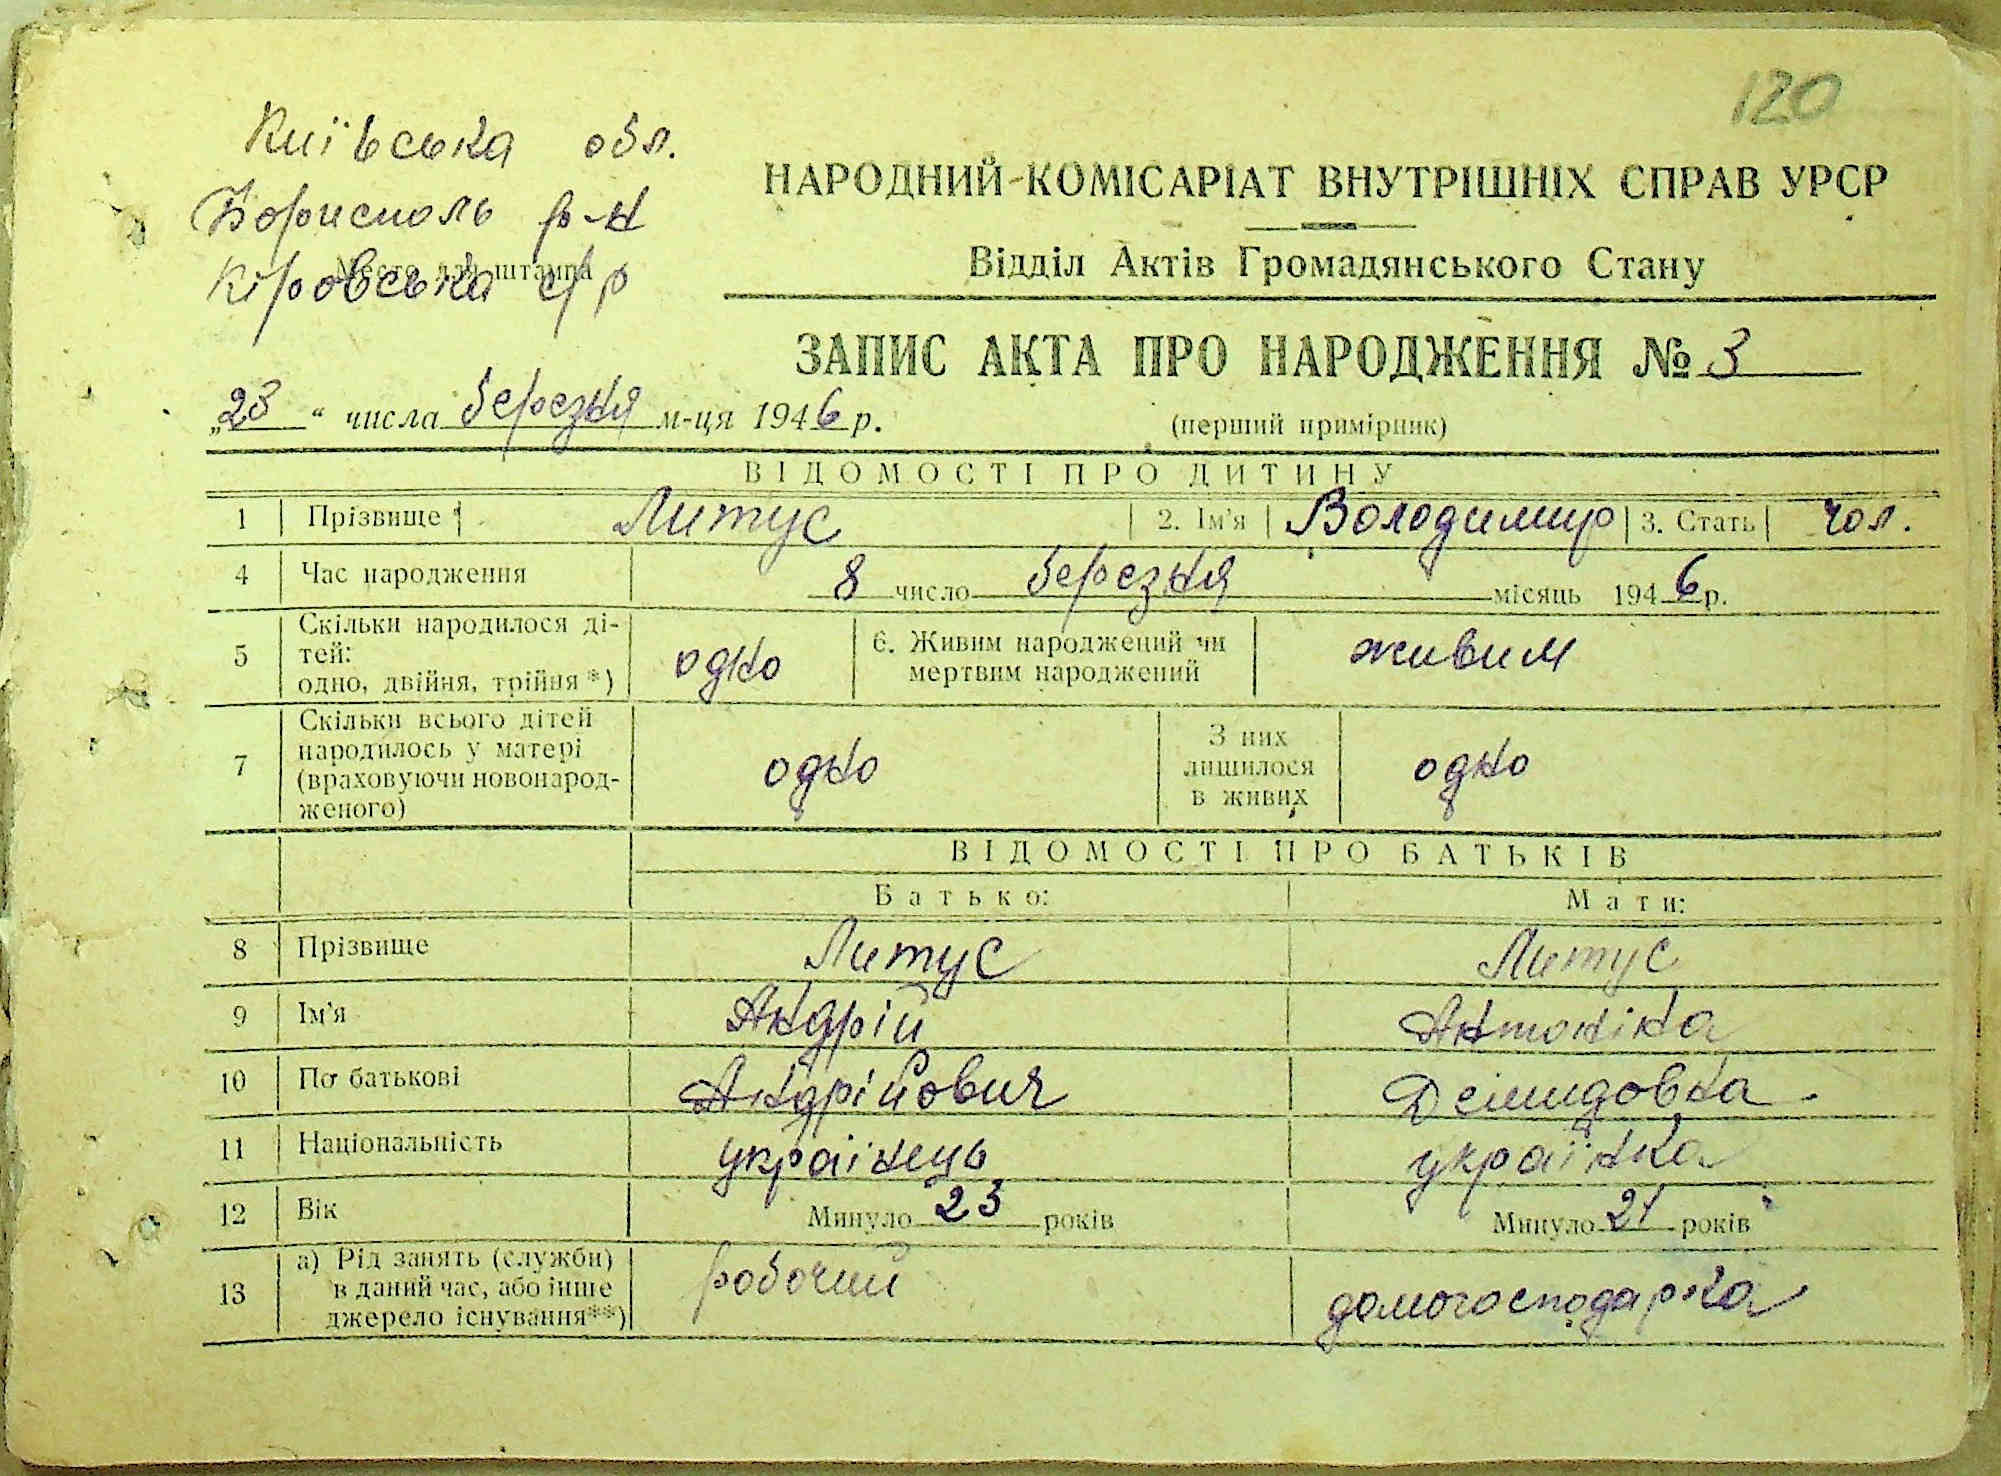 120
Київська обл.
Бориспіль р-н
Кіровська с/р
Место для штампа
НАРОДНИЙ КОМІСАРІАТ ВНУТРІШНІХ СПРАВ УРСР
Відділ Актів Громадянського Стану
ЗАПИС АКТА ПРО НАРОДЖЕННЯ № 3
„23“ числа березня м-ця 1946 р.
(перший примірник)
ВІДОМОСТІ ПРО ДИТИНУ
1 Прізвище Литус 2. Ім'я Володимир 3. Стать чол.
4 Час народження 8 число березня місяць 1946 р.
5 Скільки народилося ді-
тей:
одно, двійня, трійня *) одно
6. Живим народжений чи
мертвим народжений живим
7 Скільки всього дітей
народилось у матері
(враховуючи новонарод-
женого) одно
З них
лишилося
в живих одно
ВІДОМОСТІ ПРО БАТЬКІВ
Батько: Мати:
8 Прізвище Литус Литус
9 Ім'я Андрій Антоніна
10 По батькові Андрійович Демидовна
11 Національність українець українка
12 Вік Минуло 23 років Минуло 21 років
13 а) Рід занять (служби)
в даний час, або інше
джерело існування**) робочий домогосподарка